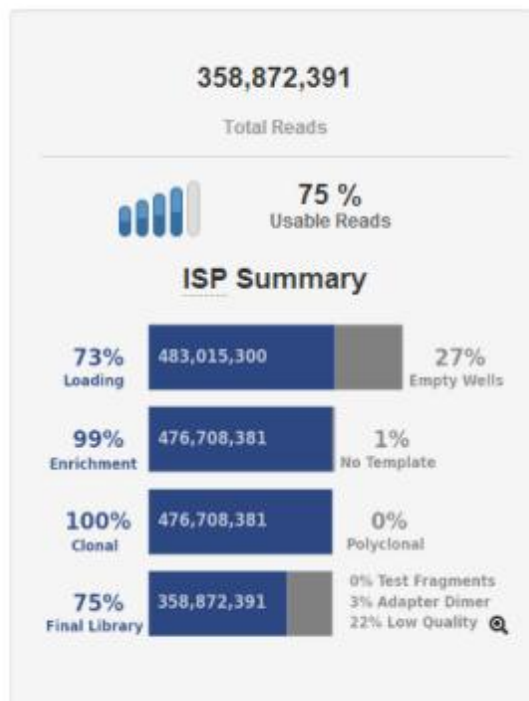 358,872,391
Total Reads
75 %
Usable Reads
ISP Summary
73%
Loading
483,015,300
27%
Empty Wells
99%
Enrichment
476,708,381
1%
No Template
100%
Clonal
476,708,381
0%
Polyclonal
75%
Final Library
358,872,391
0% Test Fragments
3% Adapter Dimer
22% Low Quality